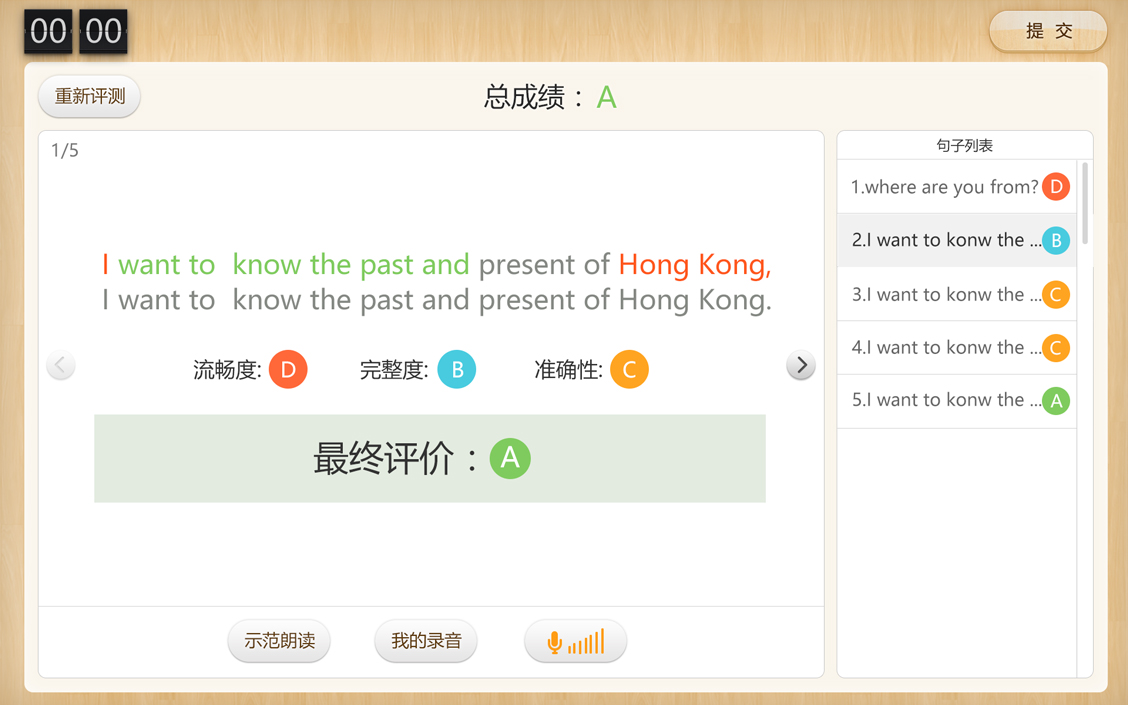 00 00
提 交
重新评测
总成绩： A
1/5
I want to  know the past and present of Hong Kong,
I want to  know the past and present of Hong Kong.
流畅度: D 完整度: B 准确性: C
最终评价：A
示范朗读 我的录音
句子列表
1.where are you from? D
2.I want to konw the ... B
3.I want to konw the ... C
4.I want to konw the ... C
5.I want to konw the ... A